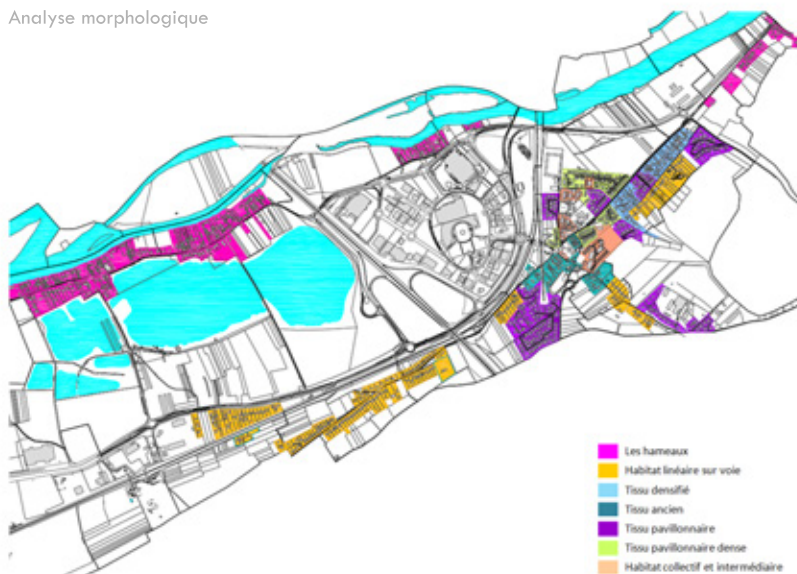 Analyse morphologique
Les hameaux
Habitat linéaire sur voie
Tissu densifié
Tissu ancien
Tissu pavillonnaire
Tissu pavillonnaire dense
Habitat collectif et intermédiaire